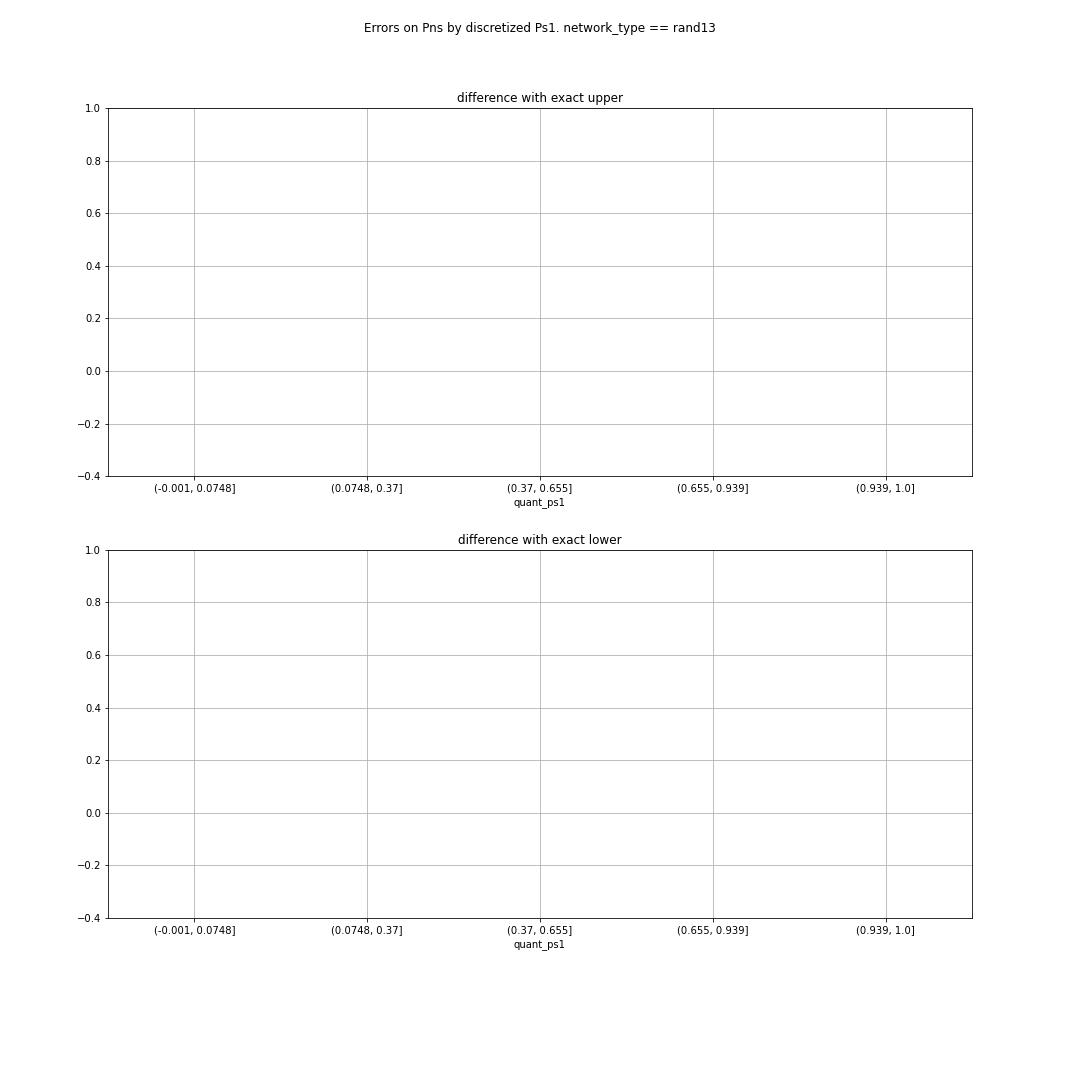 Errors on Pns by discretized Ps1. network_type == rand13
difference with exact upper
1.0
0.8
0.6
0.4
0.2
0.0
−0.2
−0.4
(-0.001, 0.0748] (0.0748, 0.37] (0.37, 0.655] (0.655, 0.939] (0.939, 1.0]
quant_ps1
difference with exact lower
1.0
0.8
0.6
0.4
0.2
0.0
−0.2
−0.4
(-0.001, 0.0748] (0.0748, 0.37] (0.37, 0.655] (0.655, 0.939] (0.939, 1.0]
quant_ps1